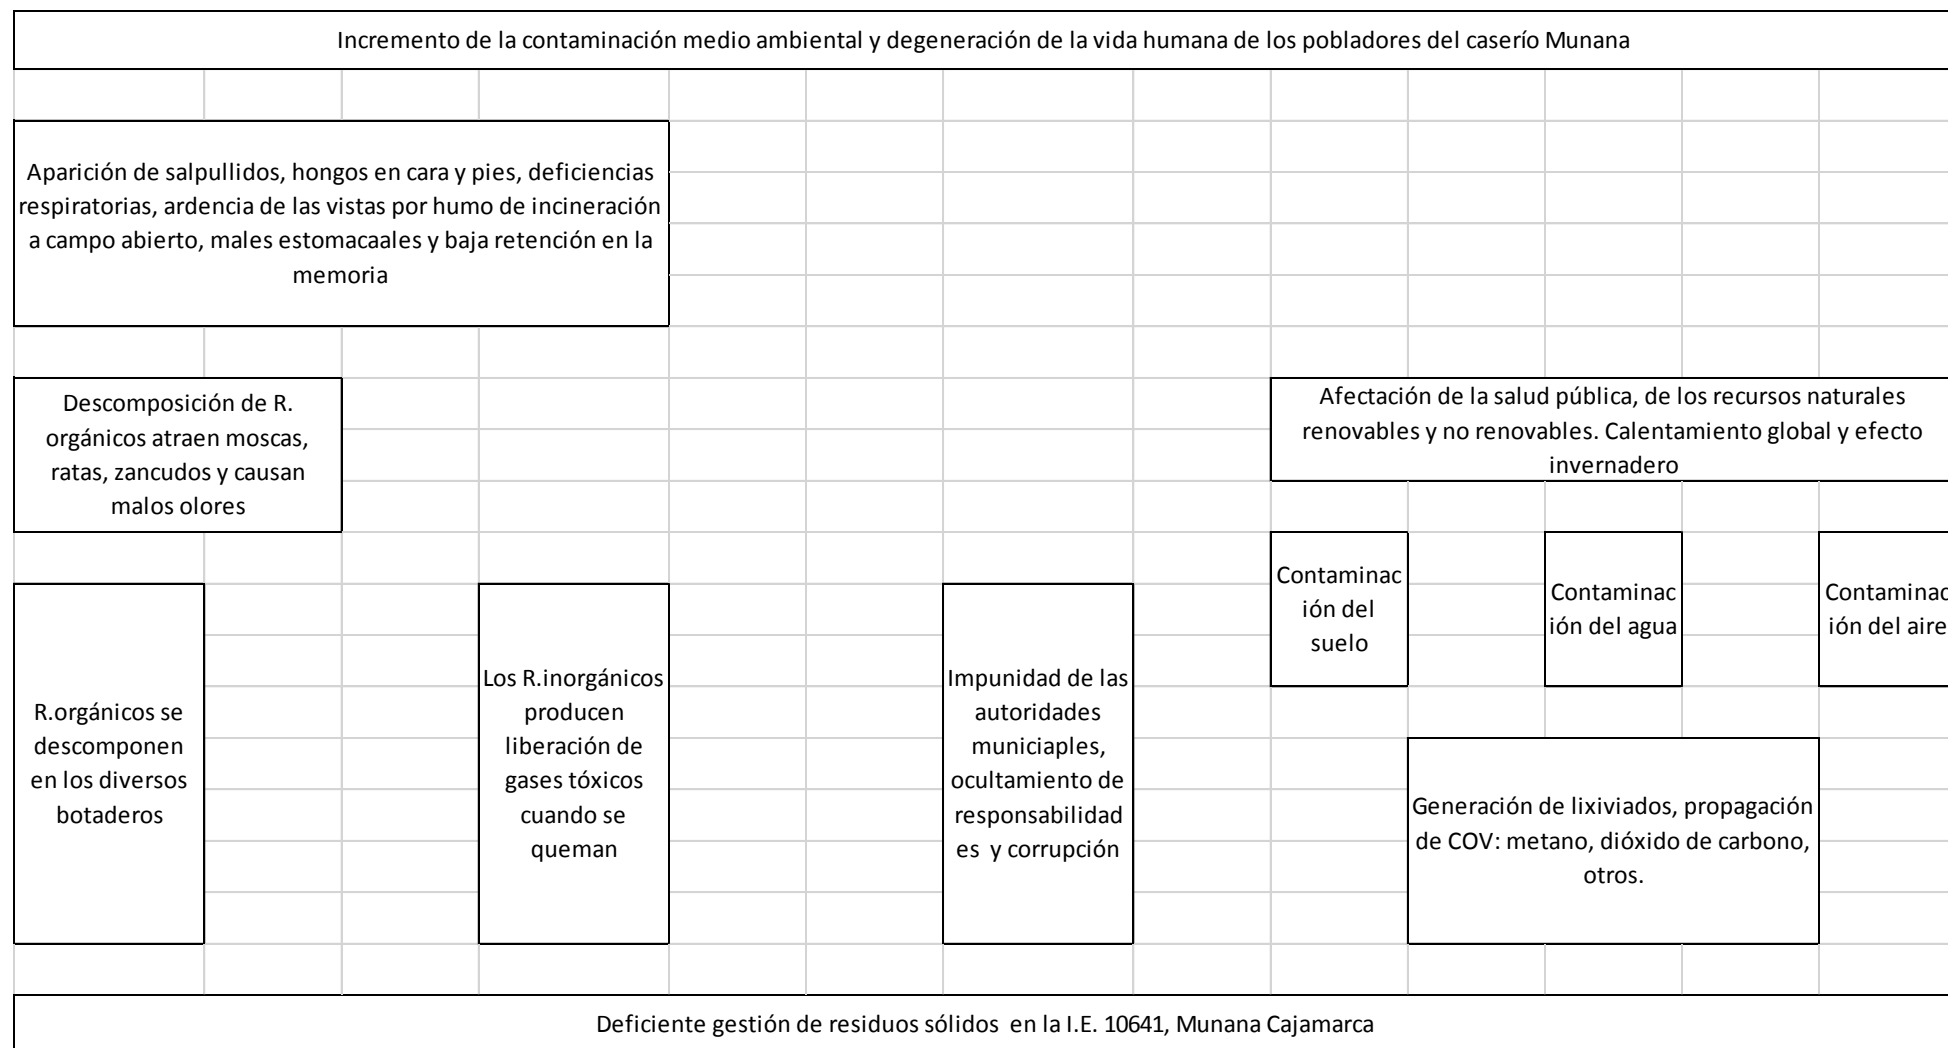 Incremento de la contaminación medio ambiental y degeneración de la vida humana de los pobladores del caserío Munana
Aparición de salpullidos, hongos en cara y pies, deficiencias
respiratorias, ardencia de las vistas por humo de incineración
a campo abierto, males estomacaales y baja retención en la
memoria
Descomposición de R.
orgánicos atraen moscas,
ratas, zancudos y causan
malos olores
Afectación de la salud pública, de los recursos naturales
renovables y no renovables. Calentamiento global y efecto
invernadero
Contaminac
ión del
suelo
Contaminac
ión del agua
Contaminac
ión del aire
R.orgánicos se
descomponen
en los diversos
botaderos
Los R.inorgánicos
producen
liberación de
gases tóxicos
cuando se
queman
Impunidad de las
autoridades
municiaples,
ocultamiento de
responsabilidad
es y corrupción
Generación de lixiviados, propagación
de COV: metano, dióxido de carbono,
otros.
Deficiente gestión de residuos sólidos en la I.E. 10641, Munana Cajamarca